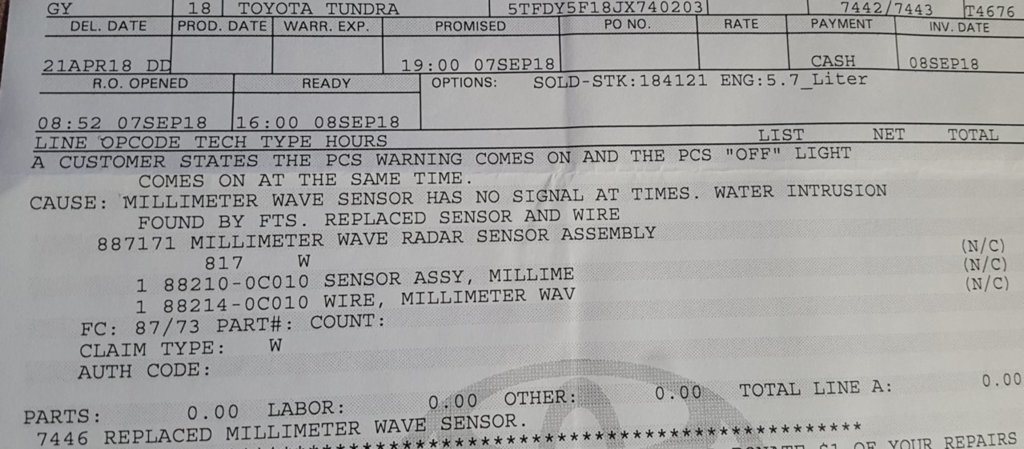 GY 18 TOYOTA TUNDRA 5TFDY5F18JX740203 7442/7443 T4676
DEL. DATE PROD. DATE WARR. EXP. PROMISED PO NO. RATE PAYMENT INV. DATE
21APR18 DD 19:00 07SEP18 CASH 08SEP18
R.O. OPENED READY OPTIONS: SOLD-STK:184121 ENG:5.7_Liter
08:52 07SEP18 16:00 08SEP18
LINE OPCODE TECH TYPE HOURS LIST NET TOTAL
A CUSTOMER STATES THE PCS WARNING COMES ON AND THE PCS "OFF" LIGHT
COMES ON AT THE SAME TIME.
CAUSE: MILLIMETER WAVE SENSOR HAS NO SIGNAL AT TIMES. WATER INTRUSION
FOUND BY FTS. REPLACED SENSOR AND WIRE
887171 MILLIMETER WAVE RADAR SENSOR ASSEMBLY
817 W (N/C)
1 88210-0C010 SENSOR ASSY, MILLIME (N/C)
1 88214-0C010 WIRE, MILLIMETER WAV (N/C)
FC: 87/73 PART#: COUNT:
CLAIM TYPE: W
AUTH CODE:
PARTS: 0.00 LABOR: 0.00 OTHER: 0.00 TOTAL LINE A: 0.00
7446 REPLACED MILLIMETER WAVE SENSOR.
$1 OF YOUR REPAIRS